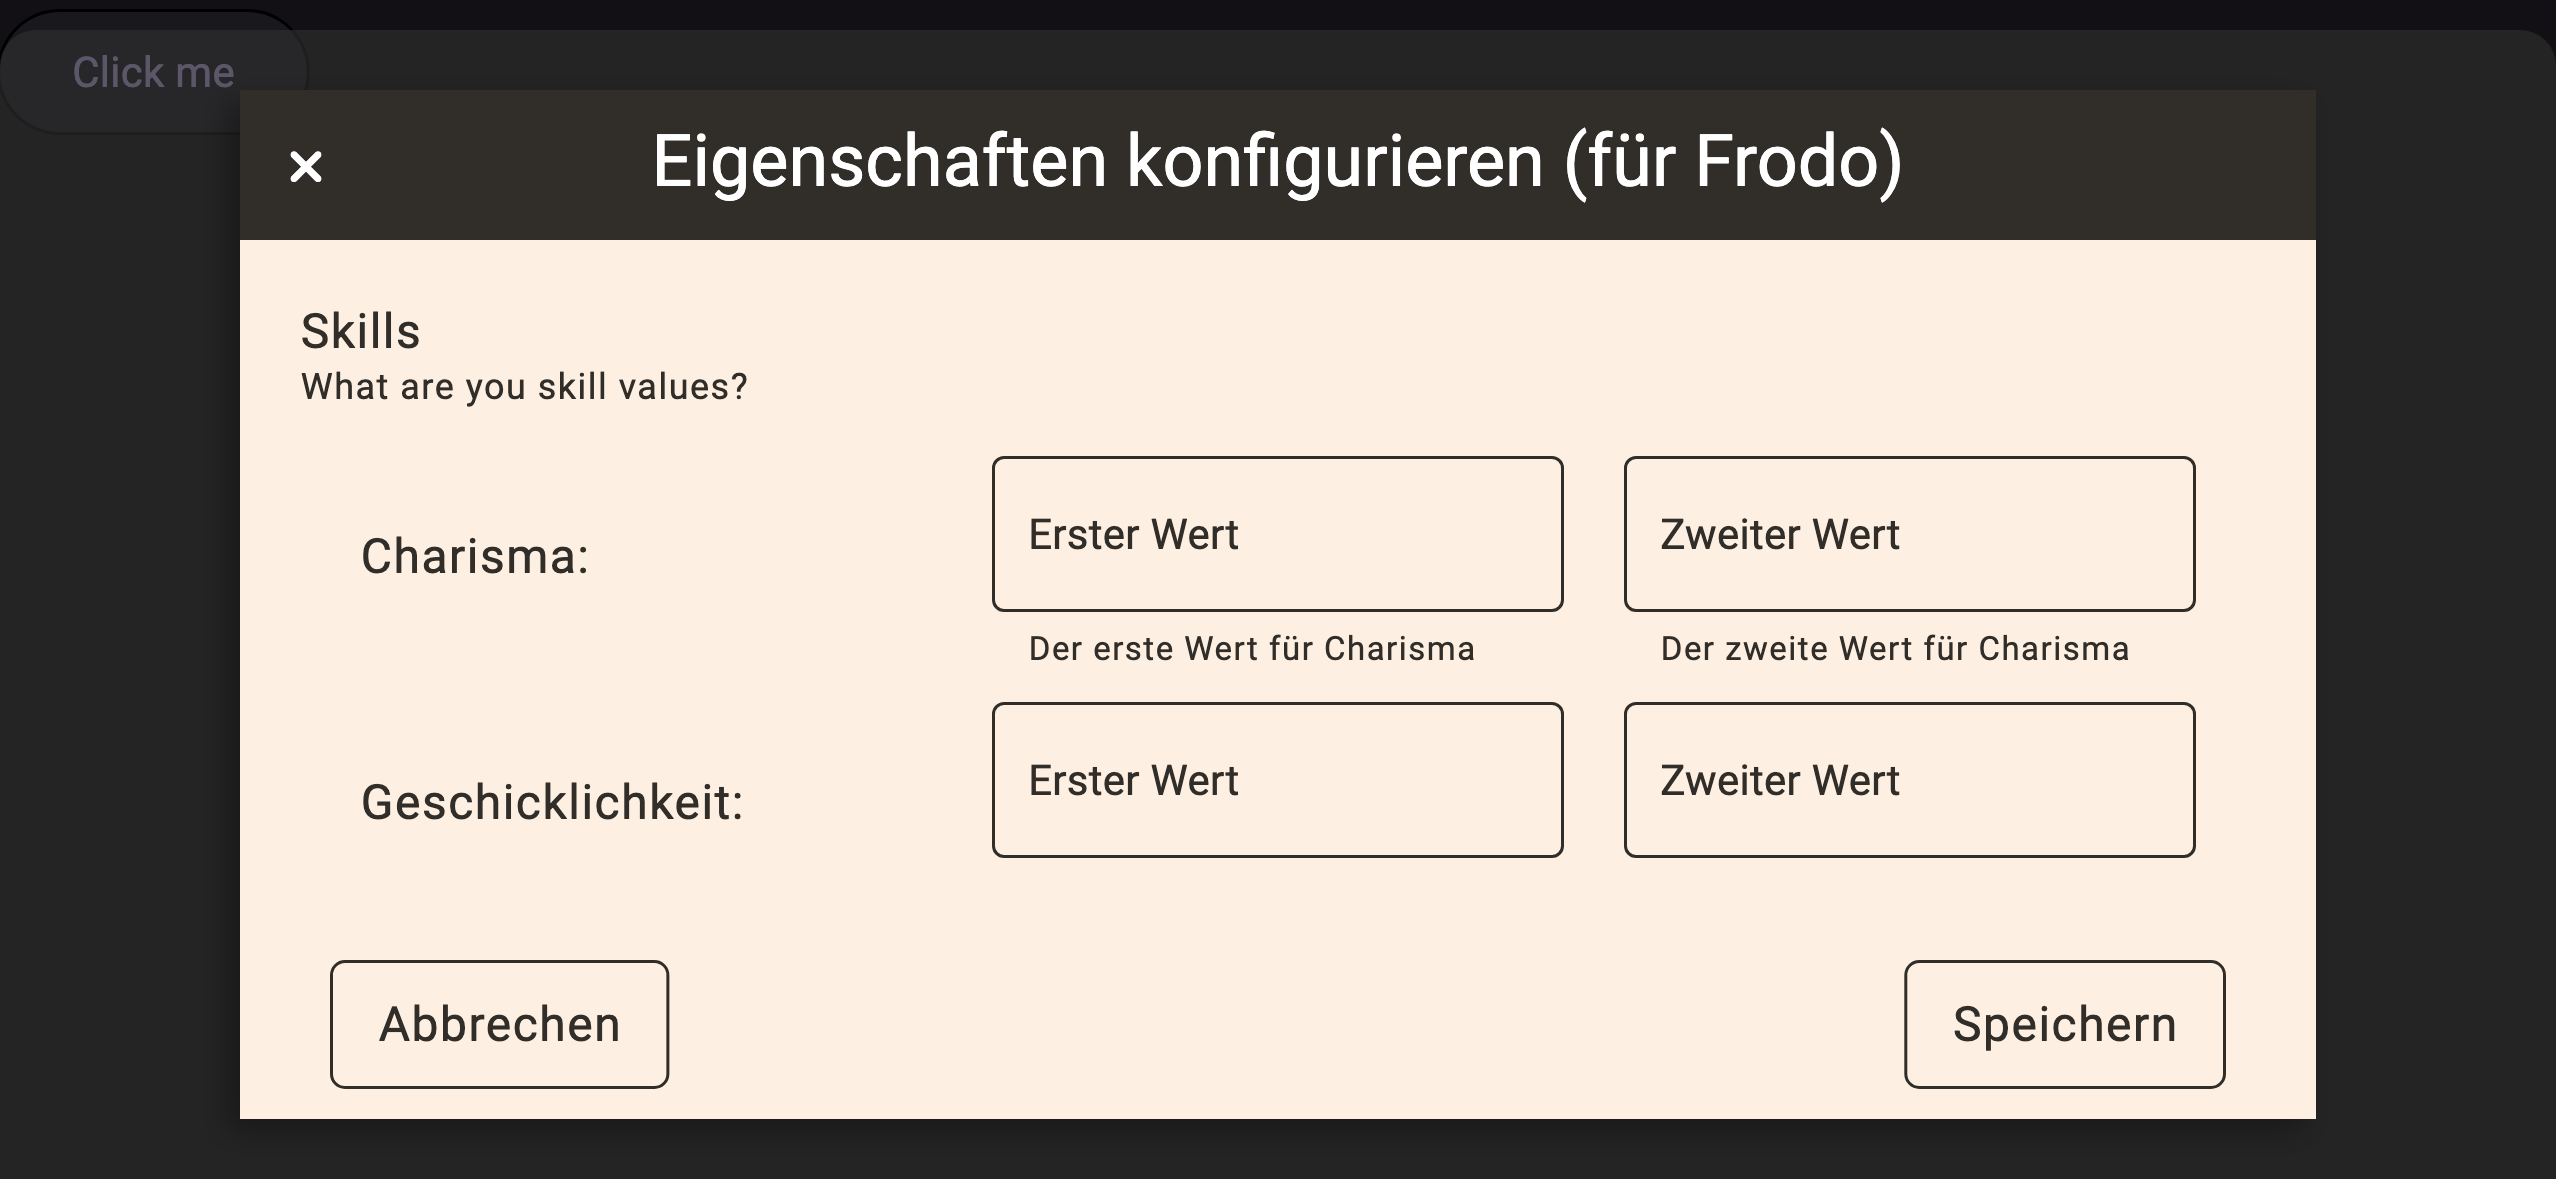 Click me
Eigenschaften konfigurieren (für Frodo)
Skills
What are you skill values?
Charisma:
Erster Wert
Zweiter Wert
Der erste Wert für Charisma
Der zweite Wert für Charisma
Geschicklichkeit:
Erster Wert
Zweiter Wert
Abbrechen
Speichern